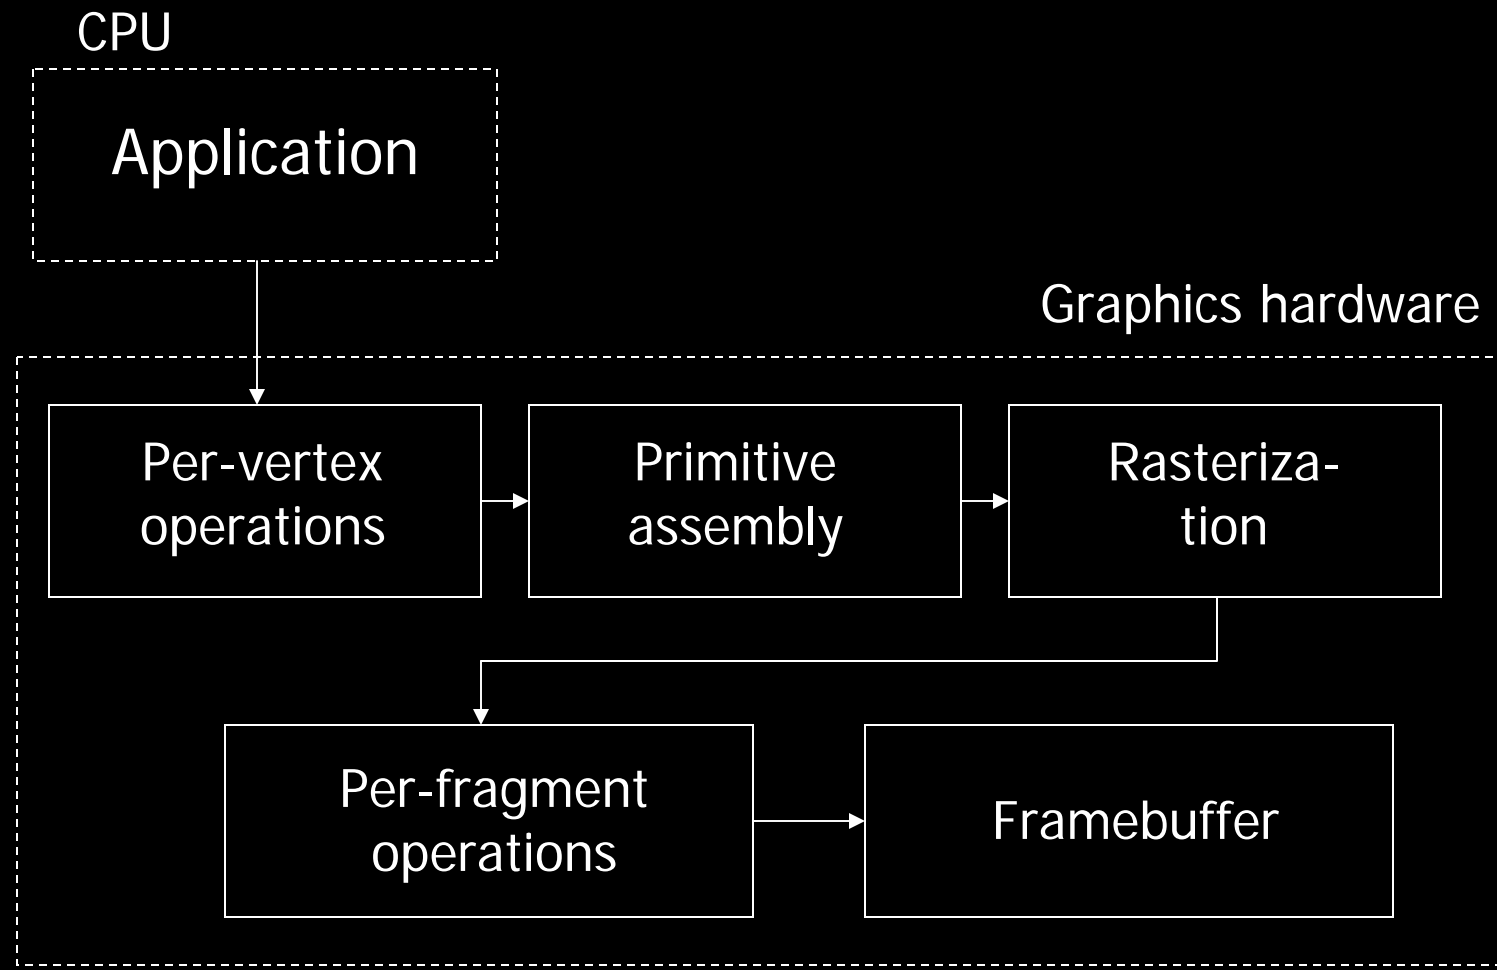 CPU
Application
Graphics hardware
Per-vertex
operations
Primitive
assembly
Rasteriza-
tion
Per-fragment
operations
Framebuffer